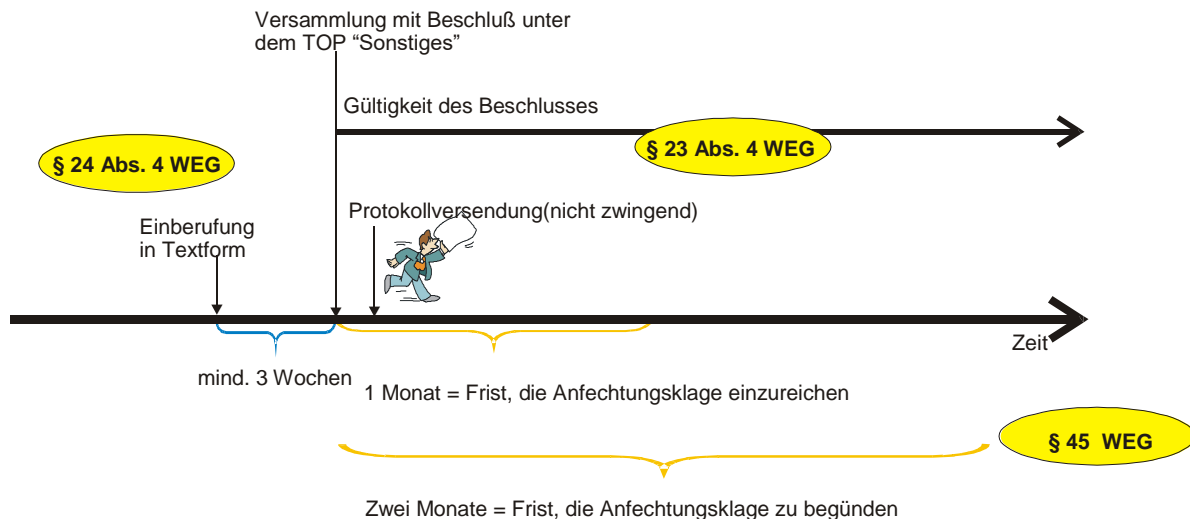 Versammlung mit Beschluß unter
dem TOP “Sonstiges”
Gültigkeit des Beschlusses
§ 24 Abs. 4 WEG
§ 23 Abs. 4 WEG
Einberufung
in Textform
Protokollversendung(nicht zwingend)
Zeit
mind. 3 Wochen
1 Monat = Frist, die Anfechtungsklage einzureichen
§ 45 WEG
Zwei Monate = Frist, die Anfechtungsklage zu begünden